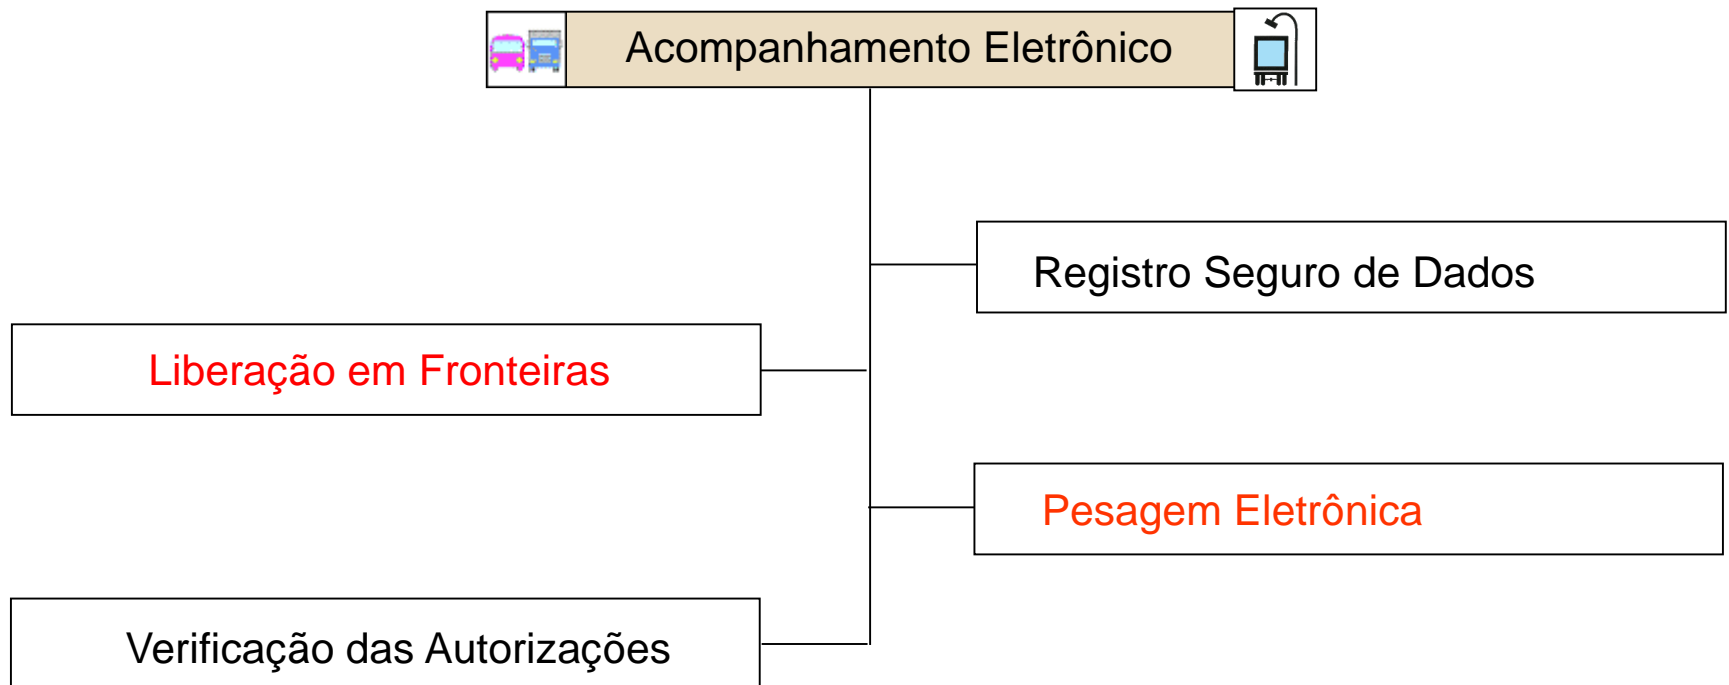 Acompanhamento Eletrônico
Registro Seguro de Dados
Liberação em Fronteiras
Pesagem Eletrônica
Verificação das Autorizações